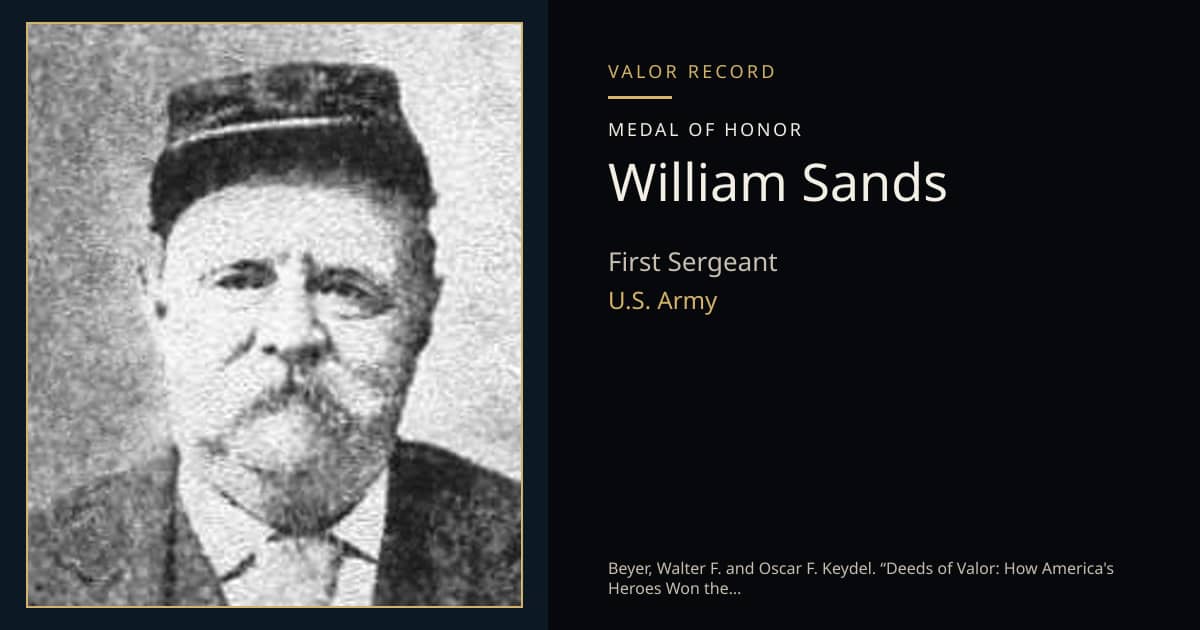 VALOR RECORD
MEDAL OF HONOR
William Sands
First Sergeant
U.S. Army
Beyer, Walter F. and Oscar F. Keydel. “Deeds of Valor: How America's
Heroes Won the...